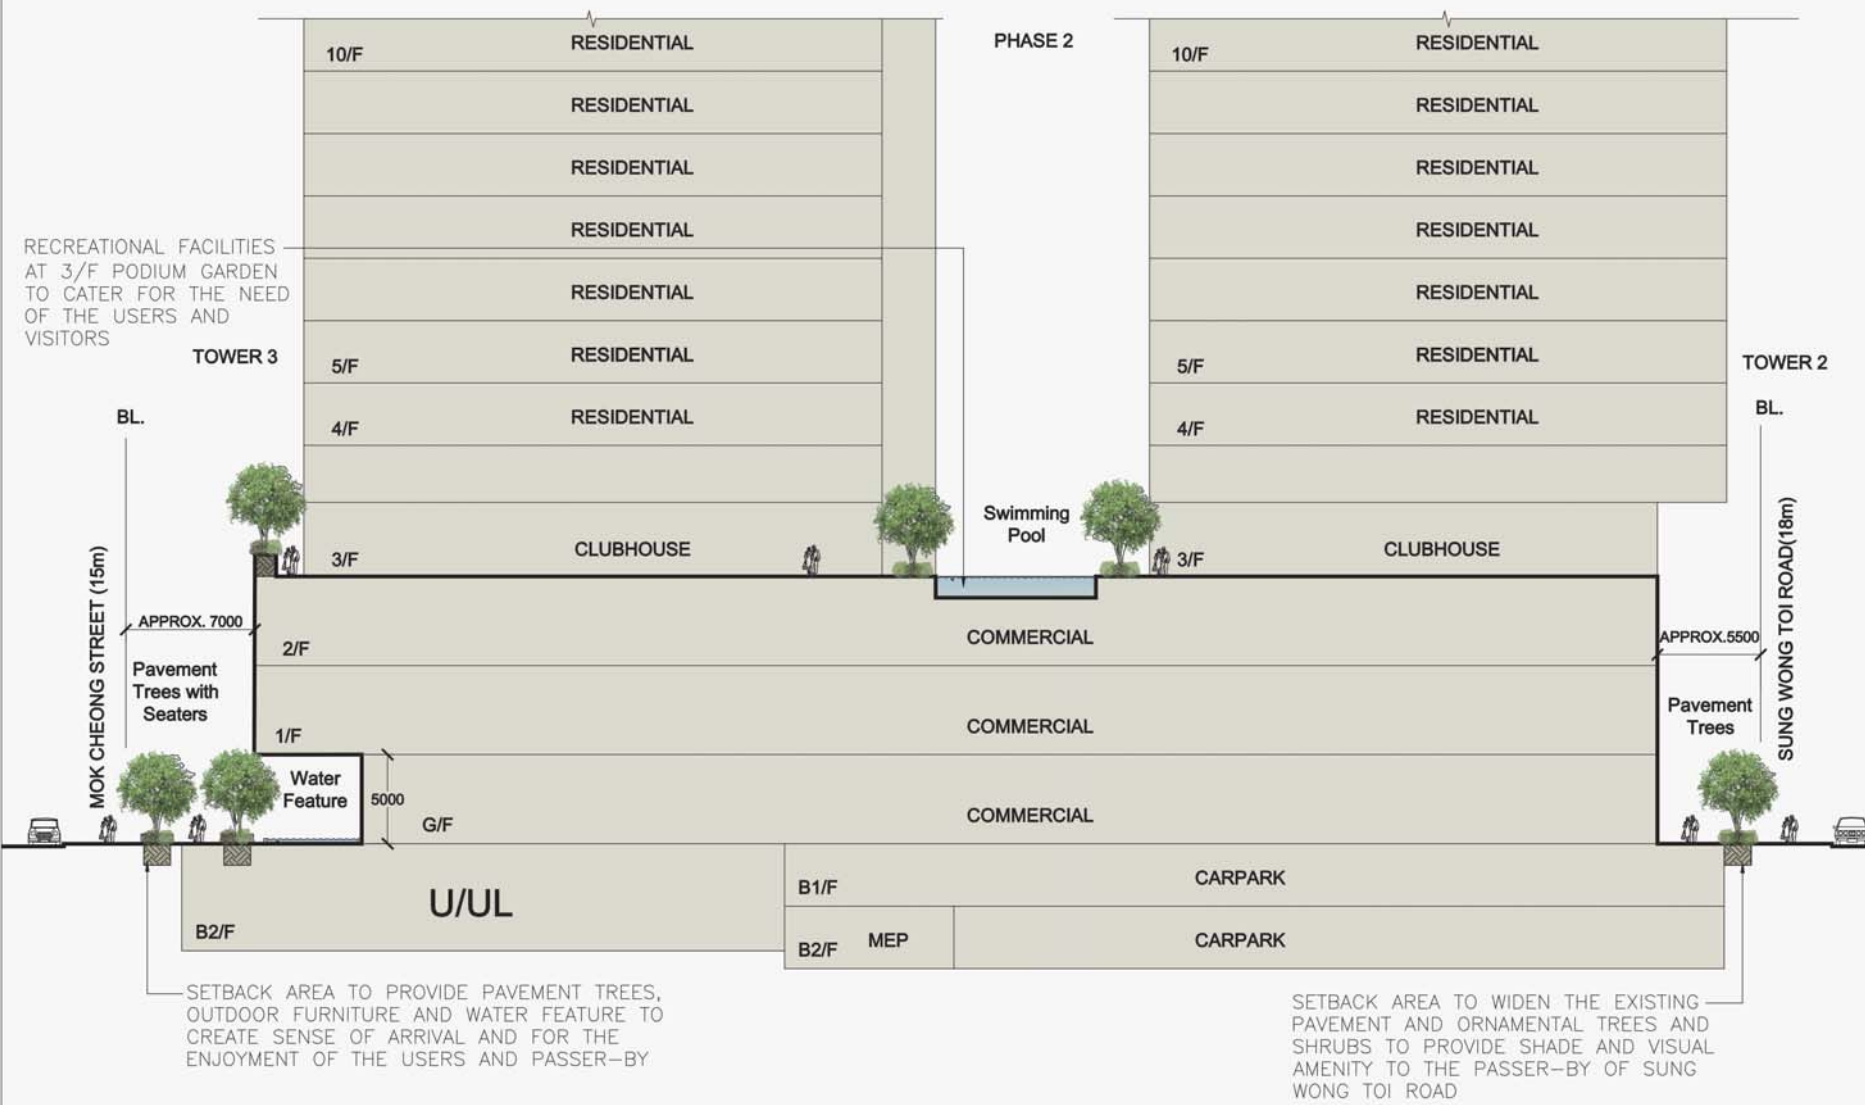 RESIDENTIAL
10/F
PHASE 2
RESIDENTIAL
10/F
RESIDENTIAL
RESIDENTIAL
RESIDENTIAL
RESIDENTIAL
RESIDENTIAL
RESIDENTIAL
RECREATIONAL FACILITIES
AT 3/F PODIUM GARDEN
TO CATER FOR THE NEED
OF THE USERS AND
VISITORS
RESIDENTIAL
RESIDENTIAL
TOWER 3
5/F
RESIDENTIAL
5/F
RESIDENTIAL
TOWER 2
BL.
4/F
RESIDENTIAL
4/F
RESIDENTIAL
BL.
Swimming
Pool
3/F
CLUBHOUSE
3/F
CLUBHOUSE
MOK CHEONG STREET (15m)
APPROX. 7000
SUNG WONG TOI ROAD(18m)
APPROX.5500
2/F
COMMERCIAL
Pavement
Trees with
Seaters
Pavement
Trees
1/F
COMMERCIAL
Water
Feature
5000
G/F
COMMERCIAL
U/UL
B2/F
B1/F
CARPARK
B2/F
MEP
CARPARK
SETBACK AREA TO PROVIDE PAVEMENT TREES,
OUTDOOR FURNITURE AND WATER FEATURE TO
CREATE SENSE OF ARRIVAL AND FOR THE
ENJOYMENT OF THE USERS AND PASSER-BY
SETBACK AREA TO WIDEN THE EXISTING
PAVEMENT AND ORNAMENTAL TREES AND
SHRUBS TO PROVIDE SHADE AND VISUAL
AMENITY TO THE PASSER-BY OF SUNG
WONG TOI ROAD